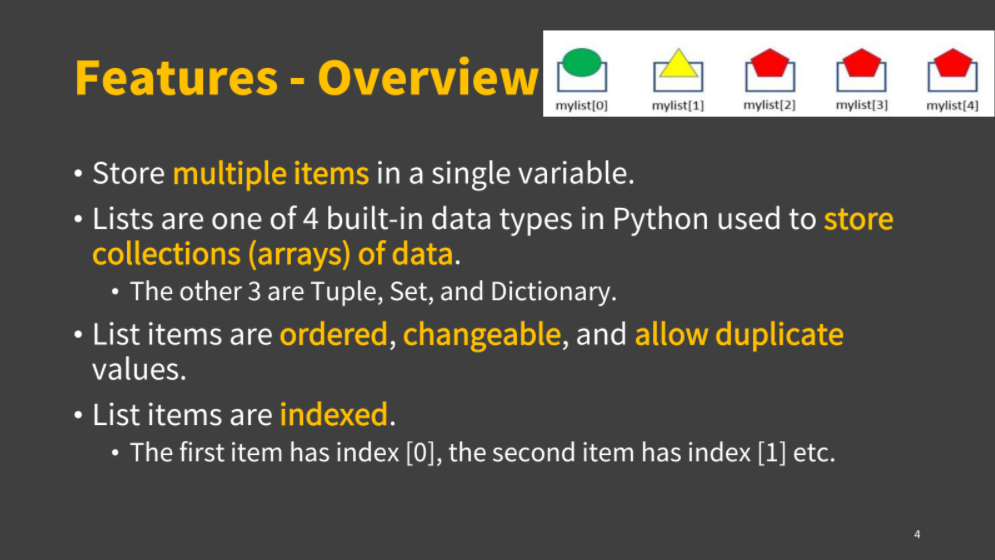 Features - Overview
mylist[0] mylist[1] mylist[2] mylist[3] mylist[4]
• Store multiple items in a single variable.
• Lists are one of 4 built-in data types in Python used to store
collections (arrays) of data.
• The other 3 are Tuple, Set, and Dictionary.
• List items are ordered, changeable, and allow duplicate
values.
• List items are indexed.
• The first item has index [0], the second item has index [1] etc.
4